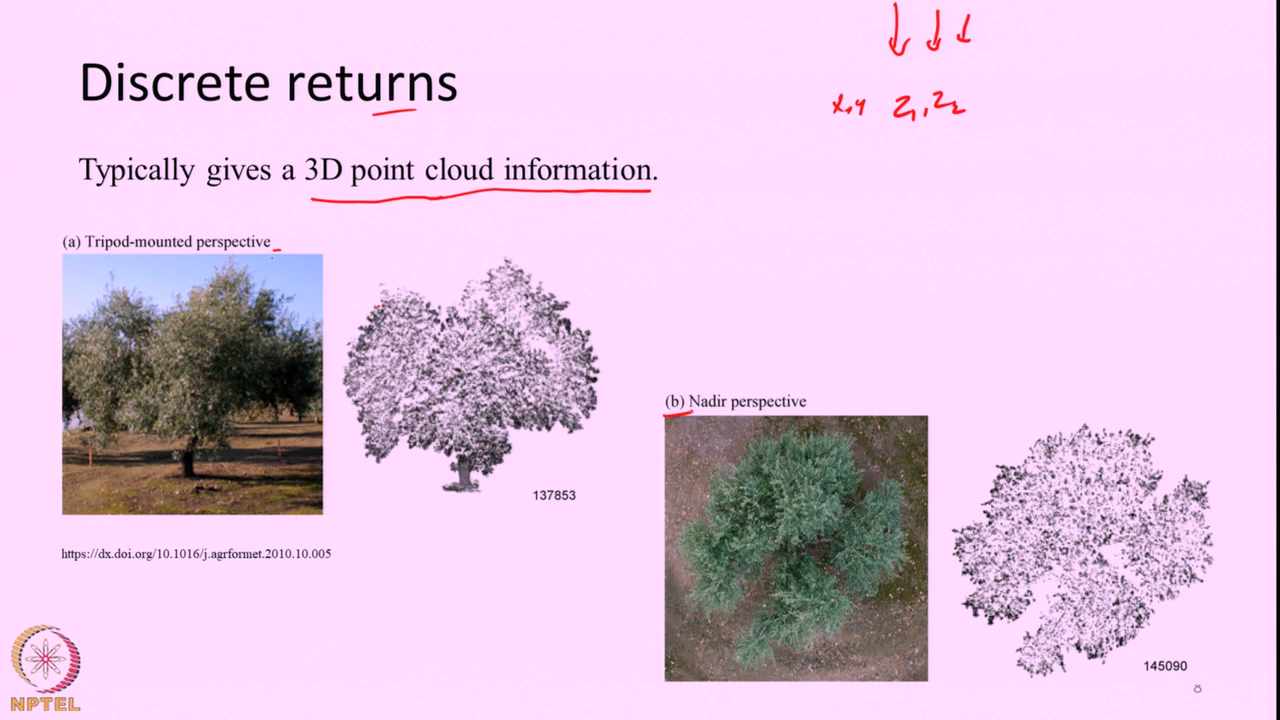 Discrete returns
x,y z₁, z₂
Typically gives a 3D point cloud information.
(a) Tripod-mounted perspective
137853
(b) Nadir perspective
145090
https://dx.doi.org/10.1016/j.agrformet.2010.10.005
NPTEL
8